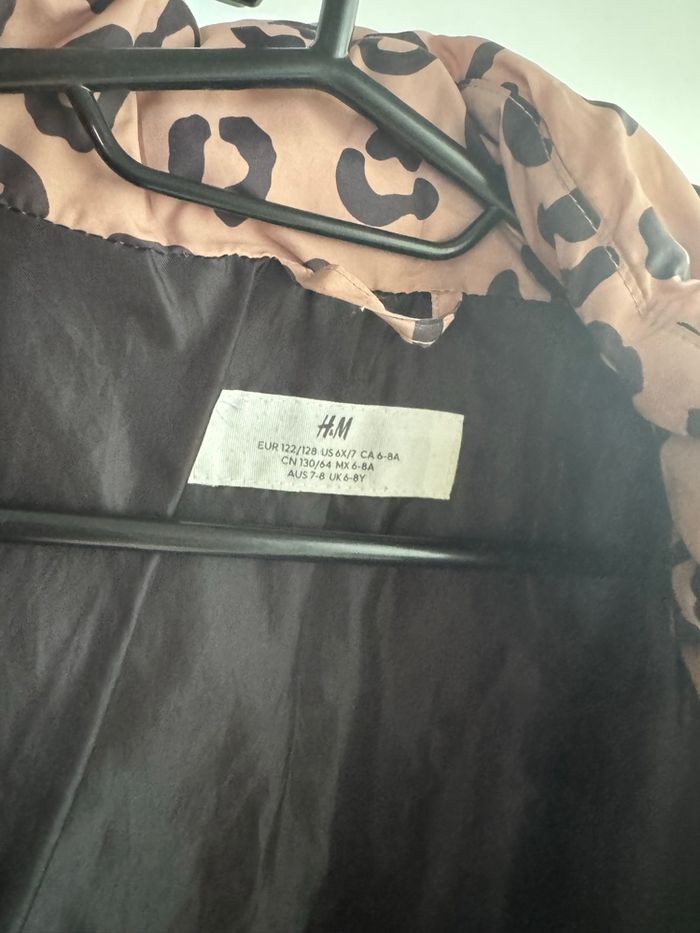 H&M
EUR 122/128 US 6X/7 CA 6-8A
CN 130/64 MX 6-8A
AUS 7-8 UK 6-8Y